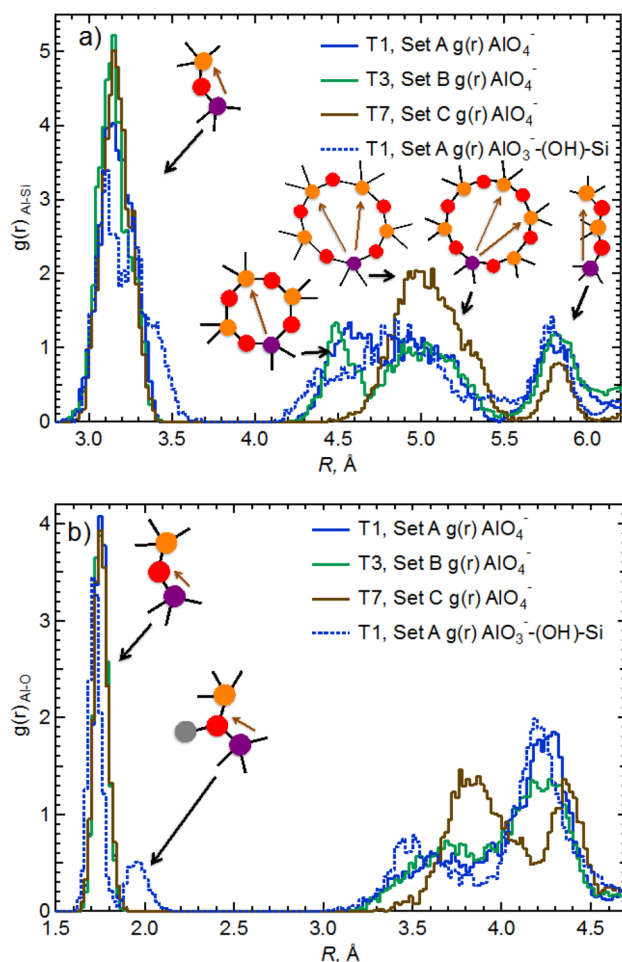 a)
T1, Set A g(r) AlO₄⁻
T3, Set B g(r) AlO₄⁻
T7, Set C g(r) AlO₄⁻
T1, Set A g(r) AlO₃⁻-(OH)-Si
g(r) Al-Si
5
4
3
2
1
0
3.0 3.5 4.0 4.5 5.0 5.5 6.0
R, Å
b)
T1, Set A g(r) AlO₄⁻
T3, Set B g(r) AlO₄⁻
T7, Set C g(r) AlO₄⁻
T1, Set A g(r) AlO₃⁻-(OH)-Si
g(r) Al-O
4
3
2
1
0
1.5 2.0 2.5 3.0 3.5 4.0 4.5
R, Å